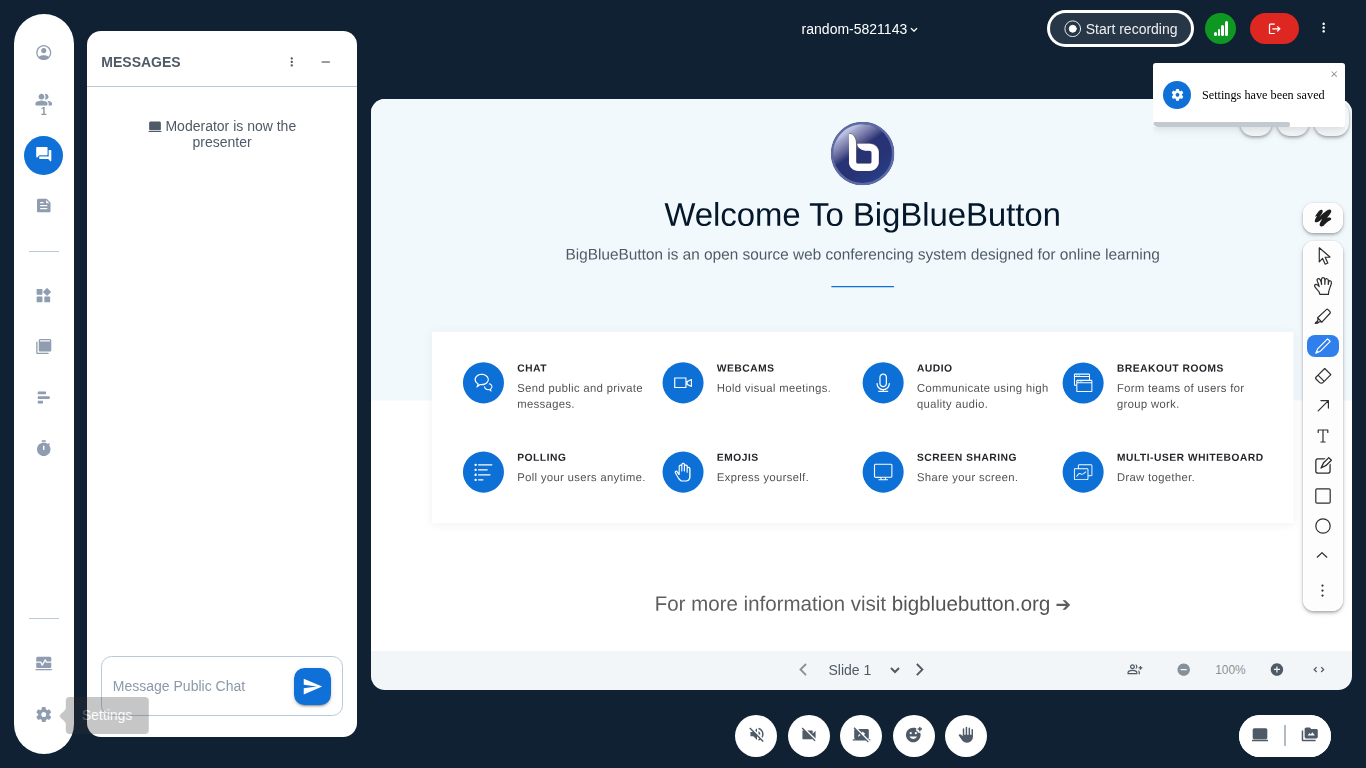 random-5821143
Start recording
Settings have been saved
1
MESSAGES
Moderator is now the
presenter
Message Public Chat
Settings
Welcome To BigBlueButton
BigBlueButton is an open source web conferencing system designed for online learning
CHAT
Send public and private
messages.
WEBCAMS
Hold visual meetings.
AUDIO
Communicate using high
quality audio.
BREAKOUT ROOMS
Form teams of users for
group work.
POLLING
Poll your users anytime.
EMOJIS
Express yourself.
SCREEN SHARING
Share your screen.
MULTI-USER WHITEBOARD
Draw together.
For more information visit bigbluebutton.org ➔
Slide 1
100%